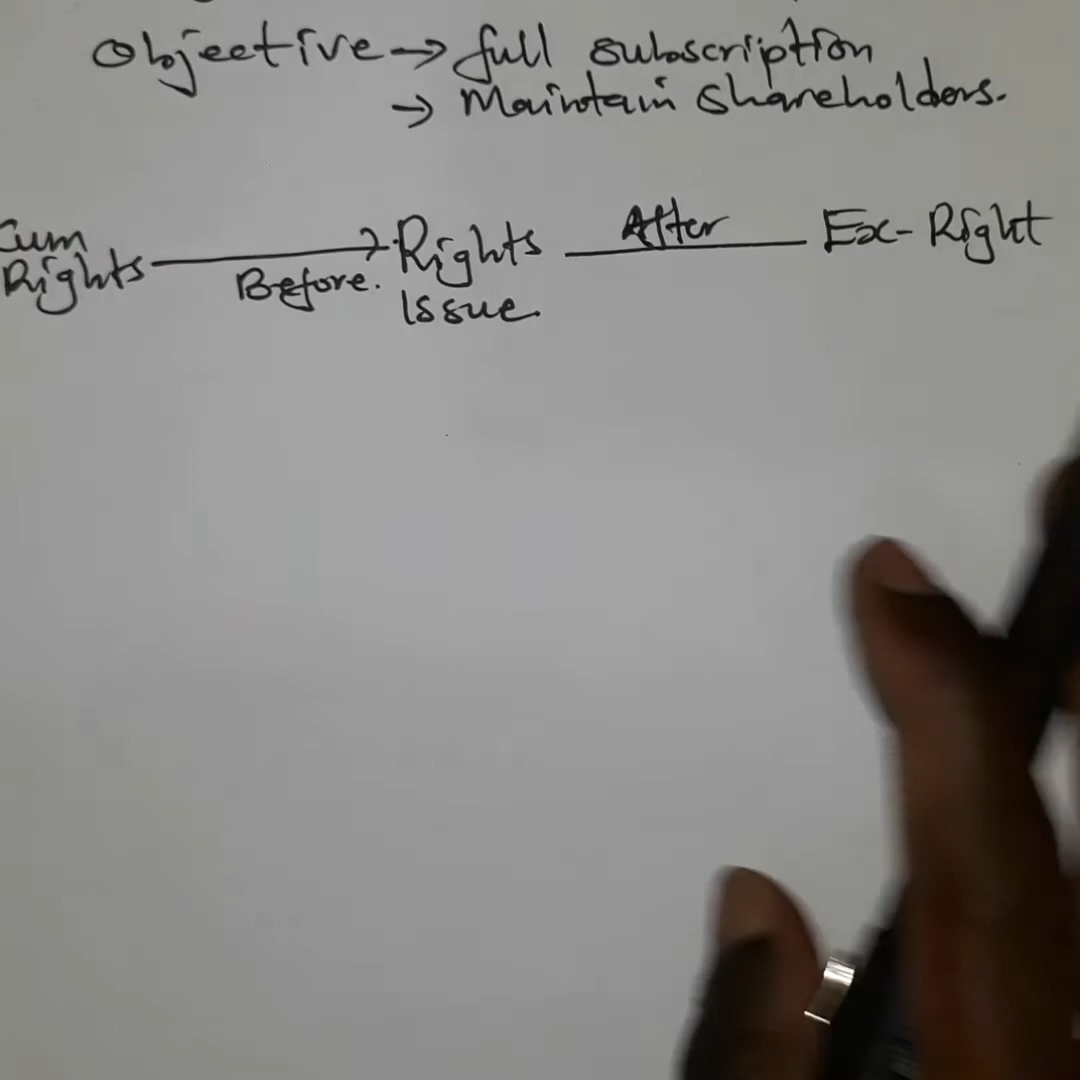 Objective → full subscription
→ Maintain Shareholders.
Cum Rights Before. Rights Issue. After Ex-Right